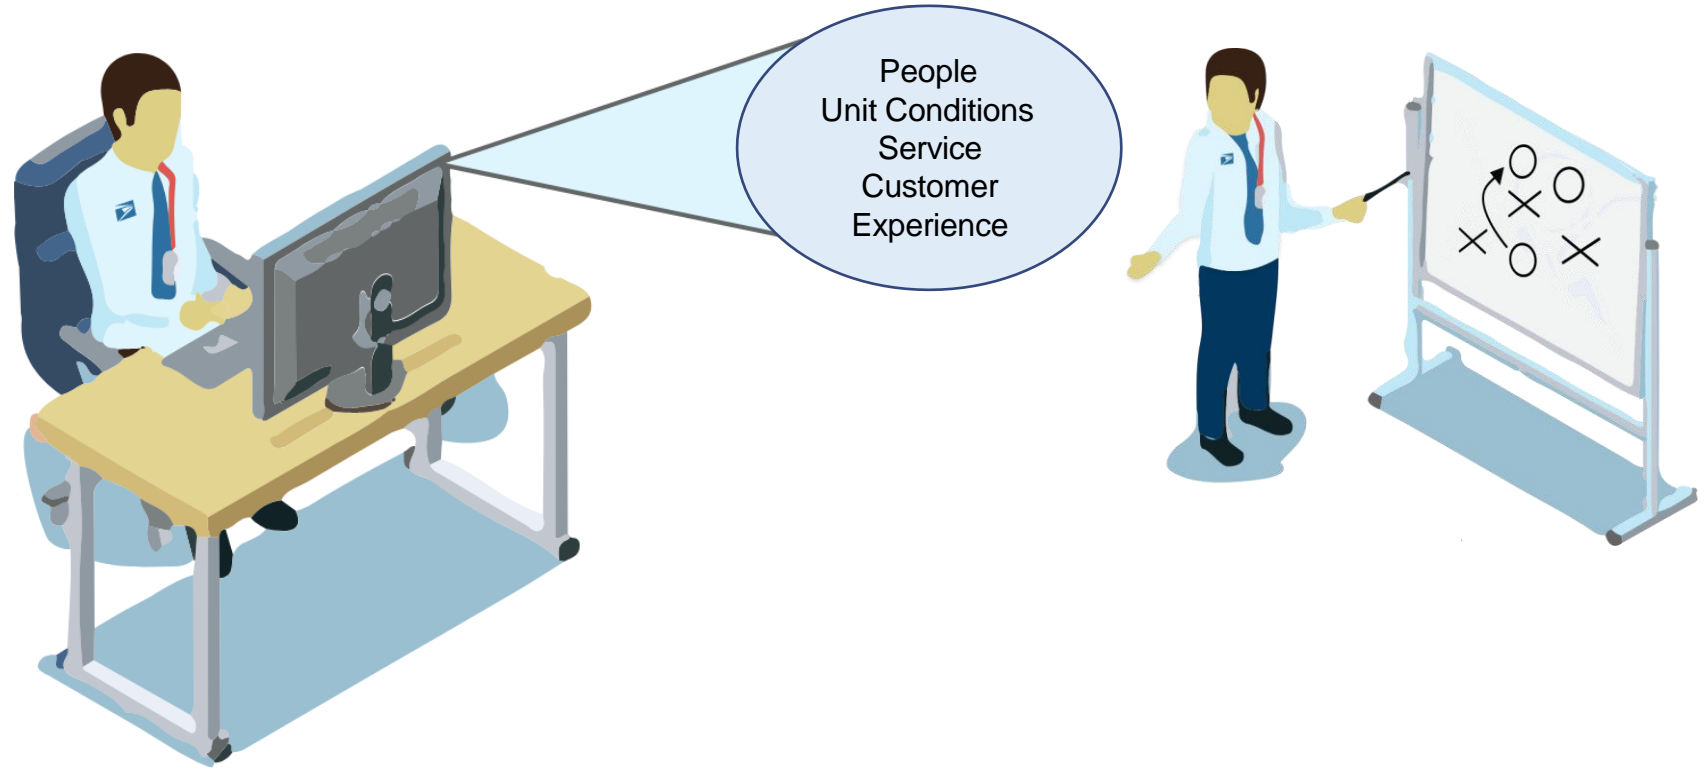 People
Unit Conditions
Service
Customer
Experience